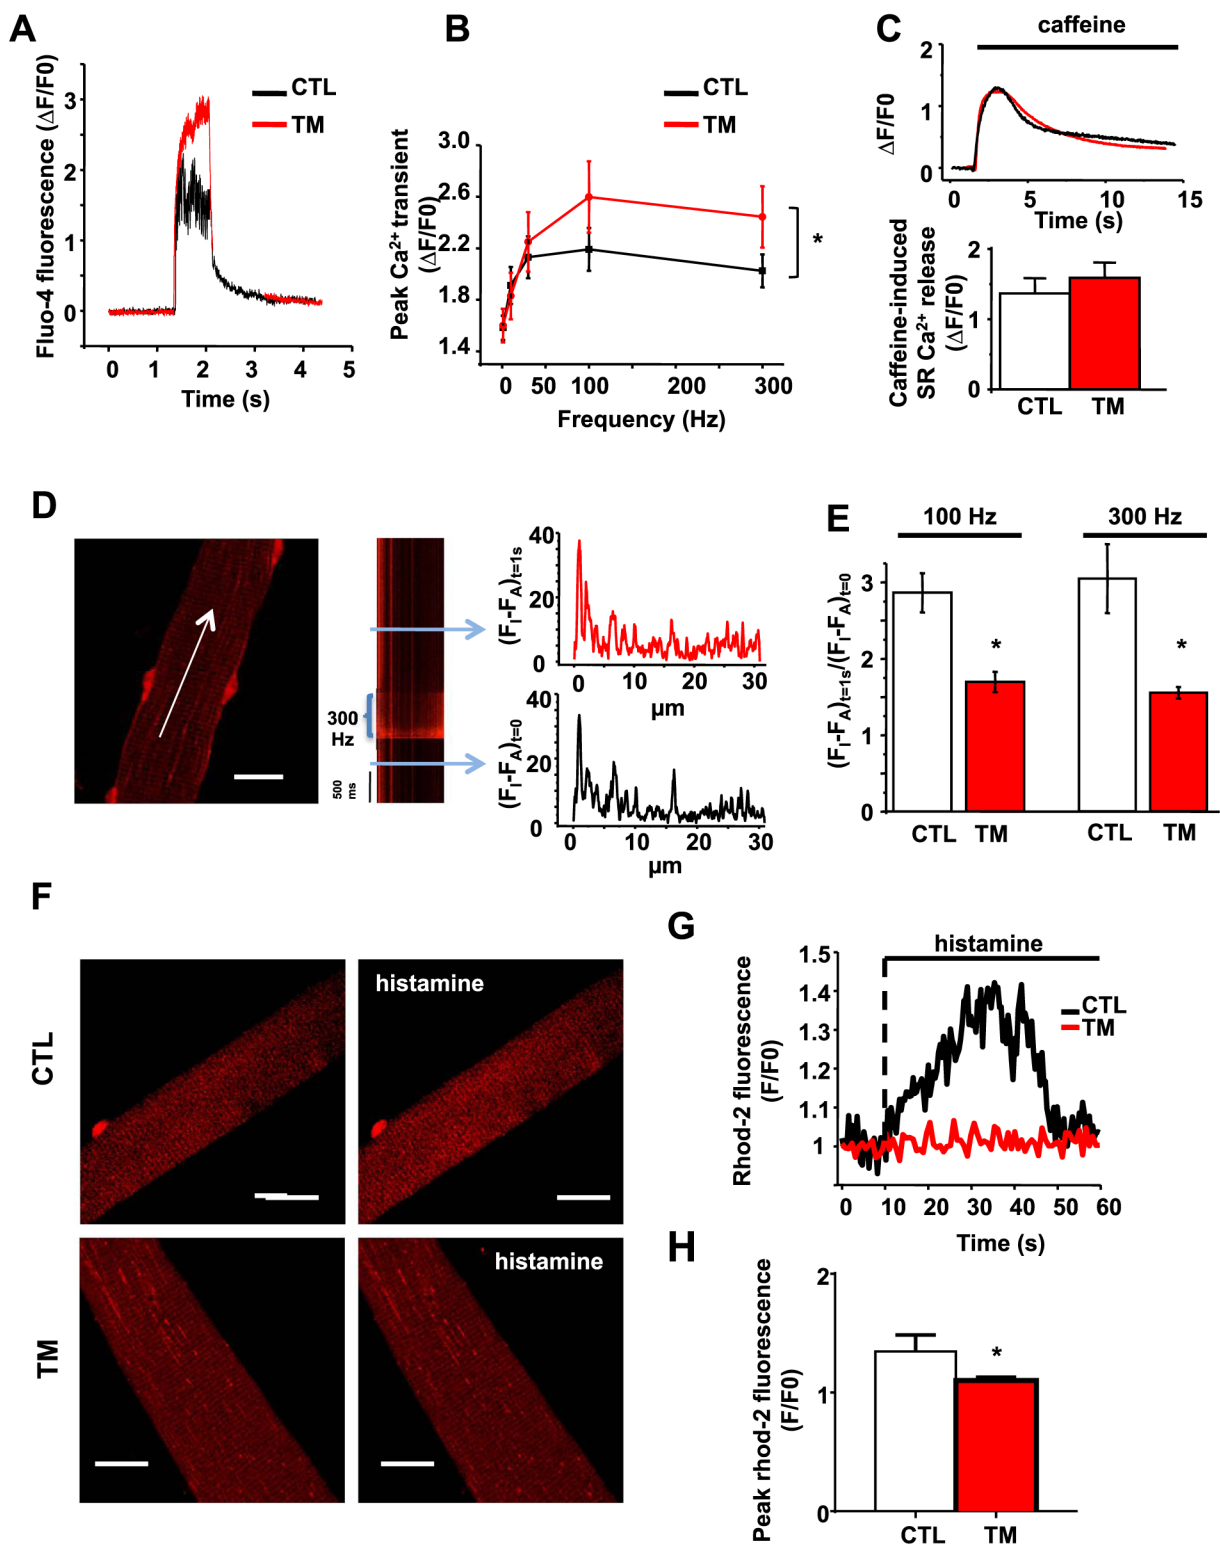 A
Fluo-4 fluorescence (ΔF/F0)
3
2
1
0
0 1 2 3 4 5
Time (s)
CTL
TM
B
Peak Ca2+ transient
(ΔF/F0)
3.0
2.6
2.2
1.8
1.4
0 50 100 200 300
Frequency (Hz)
CTL
TM
*
C
caffeine
ΔF/F0
2
1
0
0 5 10 15
Time (s)
Caffeine-induced
SR Ca2+ release
(ΔF/F0)
2
1
0
CTL TM
D
300
Hz
500
ms
(FI-FA)t=1s
40
20
0
0 10 20 30
µm
(FI-FA)t=0
40
20
0
0 10 20 30
µm
E
100 Hz 300 Hz
(FI-FA)t=1s/(FI-FA)t=0
3
2
1
0
* *
CTL TM CTL TM
F
CTL
histamine
TM
histamine
G
histamine
Rhod-2 fluorescence
(F/F0)
1.5
1.4
1.3
1.2
1.1
1
CTL
TM
0 10 20 30 40 50 60
Time (s)
H
Peak rhod-2 fluorescence
(F/F0)
2
1
0
*
CTL TM